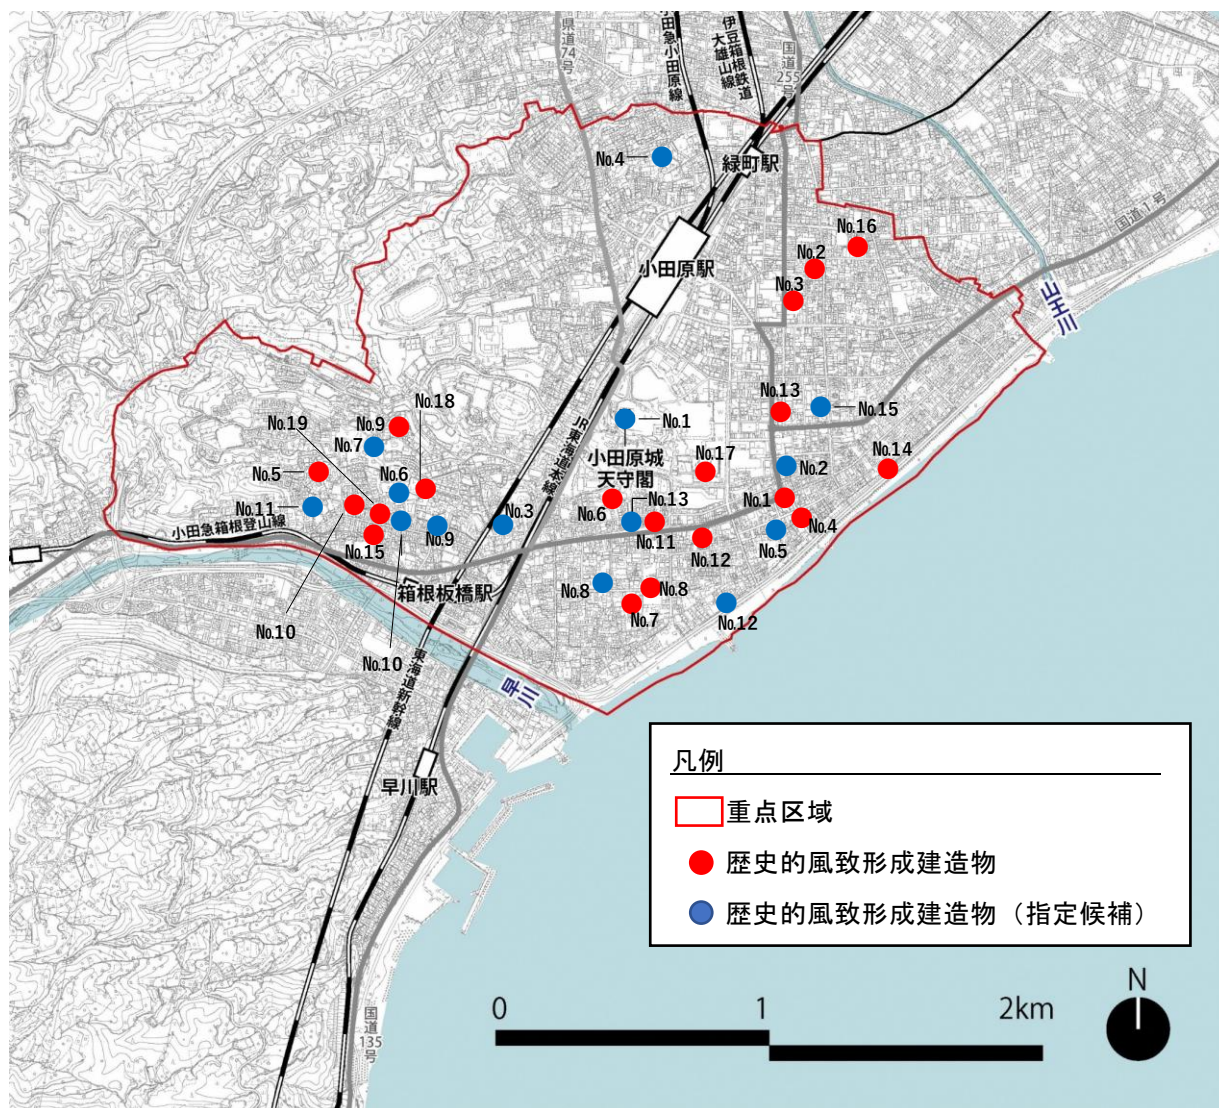 県道
74号
小田急小田原線
伊豆箱根鉄道
大雄山線
国道
255号
No.4
緑町駅
国道1号
No.16
No.2
小田原駅
No.3
山王川
No.18
No.13
No.15
No.19
No.9
No.7
No.1
JR東海道本線
小田原城
天守閣
No.17
No.14
No.5
No.6
No.2
No.11
No.3
No.6
No.13
No.1
小田急箱根登山線
No.9
No.11
No.4
No.15
No.12
No.5
箱根板橋駅
No.8
No.8
No.7
No.12
No.10
No.10
東海道新幹線
早川
早川駅
国道
135号
凡例
重点区域
歴史的風致形成建造物
歴史的風致形成建造物（指定候補）
0 1 2km
N